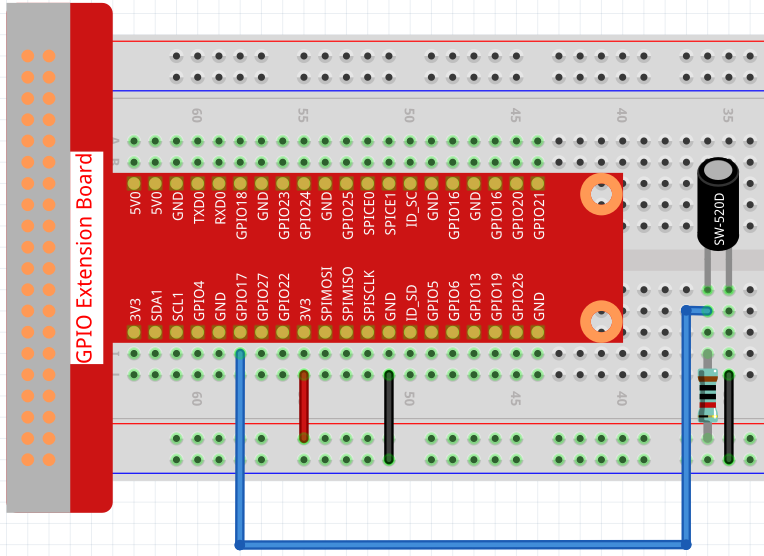 60
55
50
45
40
35
GPIO Extension Board
5V0
5V0
GND
TXD0
RXD0
GPIO18
GND
GPIO23
GPIO24
GND
GPIO25
SPICE0
SPICE1
ID_SC
GND
GPIO16
GND
GPIO16
GPIO20
GPIO21
SW-520D
3V3
SDA1
SCL1
GPIO4
GND
GPIO17
GPIO27
GPIO22
3V3
SPIMOSI
SPIMISO
SPISCLK
GND
ID_SD
GPIO5
GPIO6
GPIO13
GPIO19
GPIO26
GND
60
50
45
40